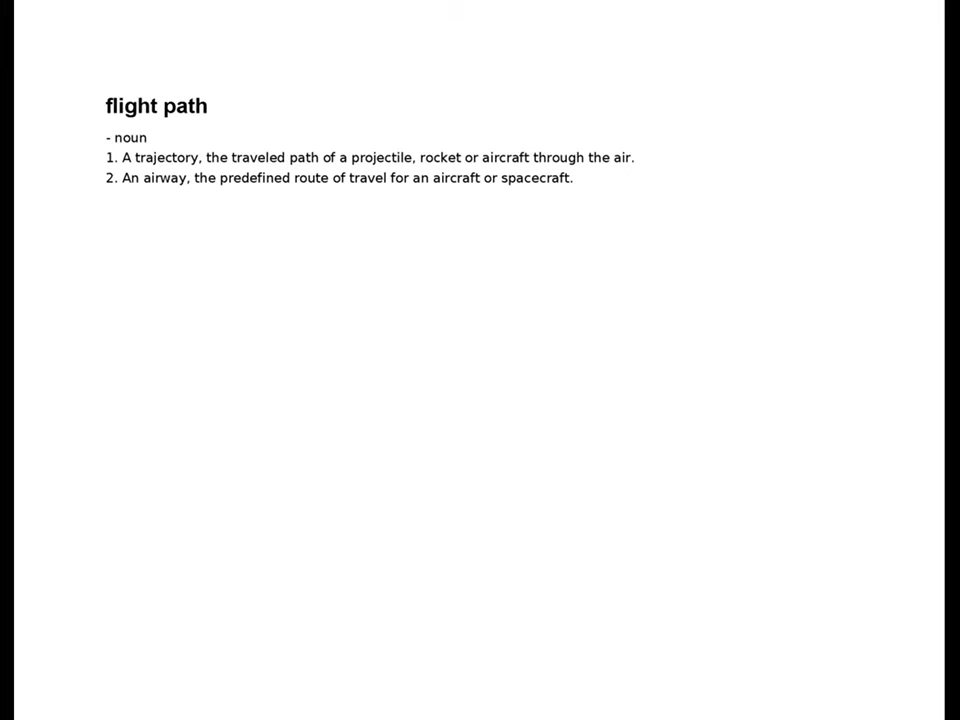 flight path
- noun
1. A trajectory, the traveled path of a projectile, rocket or aircraft through the air.
2. An airway, the predefined route of travel for an aircraft or spacecraft.